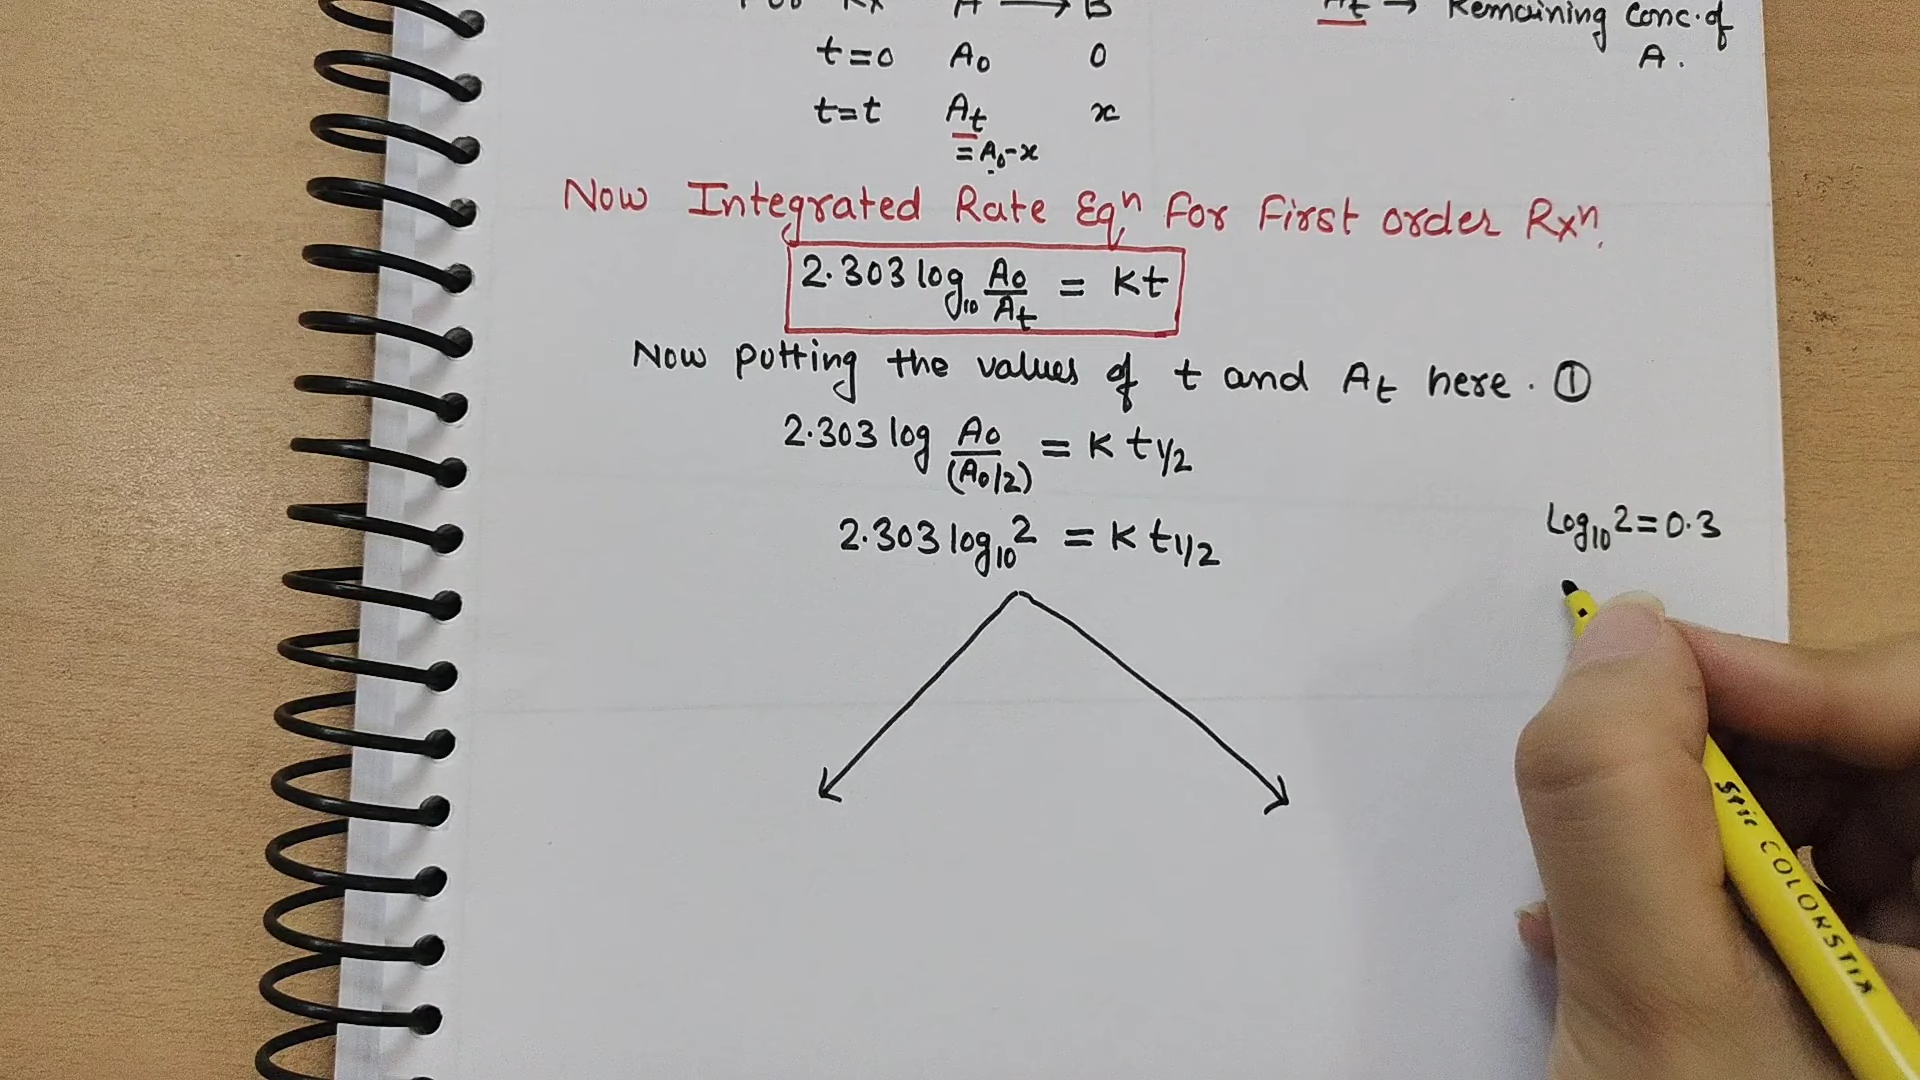 A → B
At → Remaining Conc. of
A.
t=0 A₀ 0
t=t At x
= A₀-x
Now Integrated Rate Eqⁿ For First order Rxⁿ.
2.303 log₁₀ A₀/At = Kt
Now putting the values of t and At here. ①
2.303 log A₀/(A₀/2) = K t1/2
2.303 log₁₀2 = K t1/2
Log₁₀2=0.3
Stic COLORSTIX